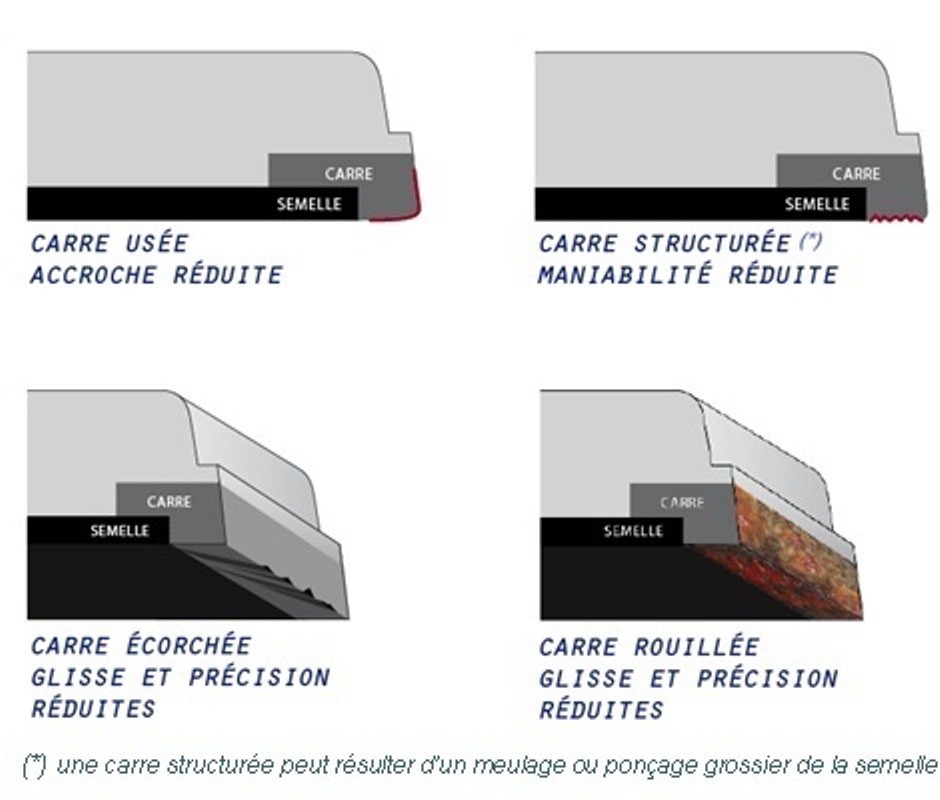 CARRE
SEMELLE
CARRE USÉE
ACCROCHE RÉDUITE
CARRE
SEMELLE
CARRE STRUCTURÉE (*)
MANIABILITÉ RÉDUITE
CARRE
SEMELLE
CARRE ÉCORCHÉE
GLISSE ET PRÉCISION
RÉDUITES
CARRE
SEMELLE
CARRE ROUILLÉE
GLISSE ET PRÉCISION
RÉDUITES
(*) une carre structurée peut résulter d'un meulage ou ponçage grossier de la semelle